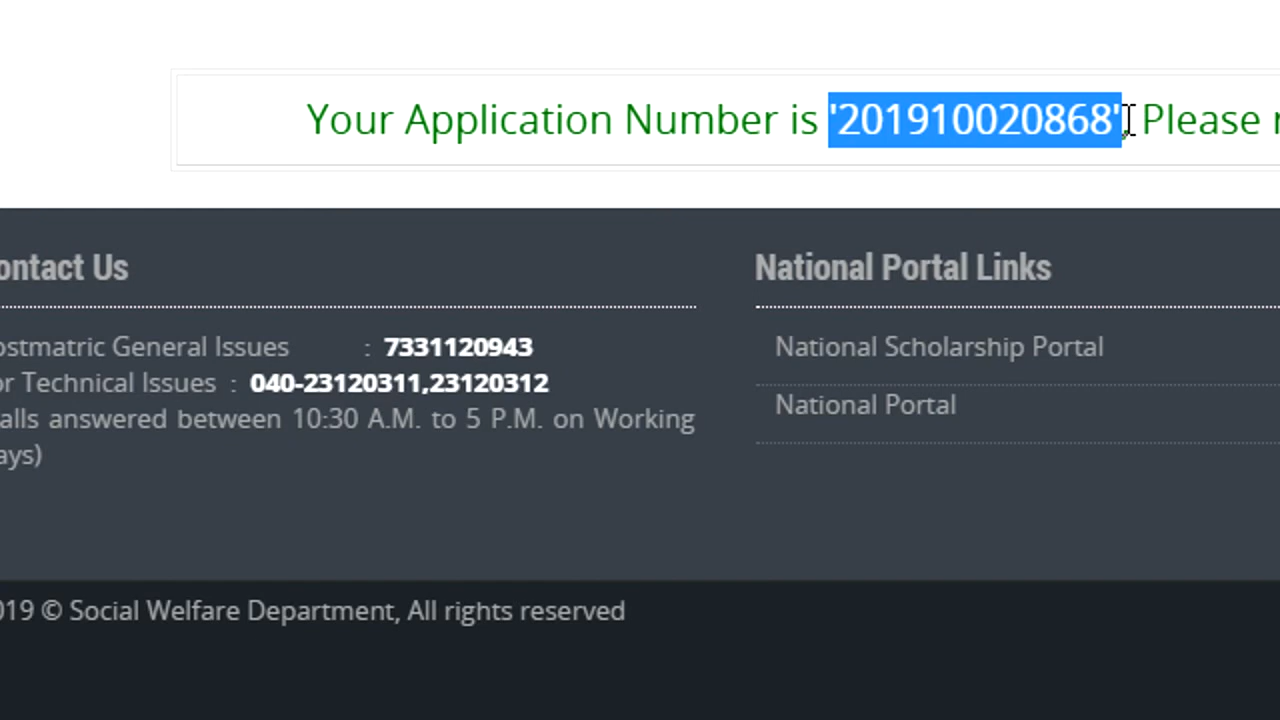 Your Application Number is '201910020868', Please
ontact Us
National Portal Links
ostmatric General Issues : 7331120943
or Technical Issues : 040-23120311,23120312
alls answered between 10:30 A.M. to 5 P.M. on Working
ays)
National Scholarship Portal
National Portal
019 © Social Welfare Department, All rights reserved